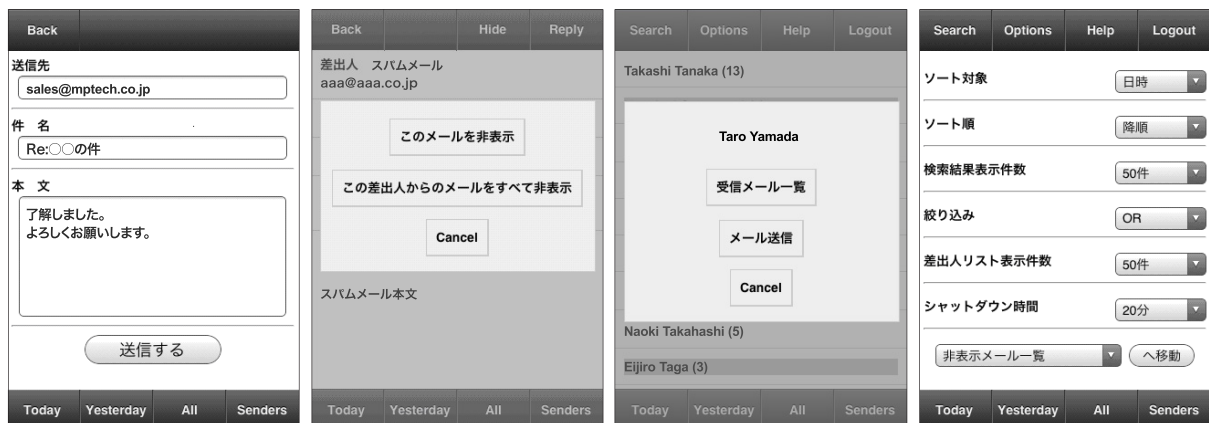 Back
送信先
sales@mptech.co.jp
件　名
Re:○○の件
本　文
了解しました。
よろしくお願いします。
送信する
Today Yesterday All Senders
Back Hide Reply
差出人　スパムメール
aaa@aaa.co.jp
このメールを非表示
この差出人からのメールをすべて非表示
Cancel
スパムメール本文
Today Yesterday All Senders
Search Options Help Logout
Takashi Tanaka (13)
Taro Yamada
受信メール一覧
メール送信
Cancel
Naoki Takahashi (5)
Eijiro Taga (3)
Today Yesterday All Senders
Search Options Help Logout
ソート対象 日時
ソート順 降順
検索結果表示件数 50件
絞り込み OR
差出人リスト表示件数 50件
シャットダウン時間 20分
非表示メール一覧 へ移動
Today Yesterday All Senders